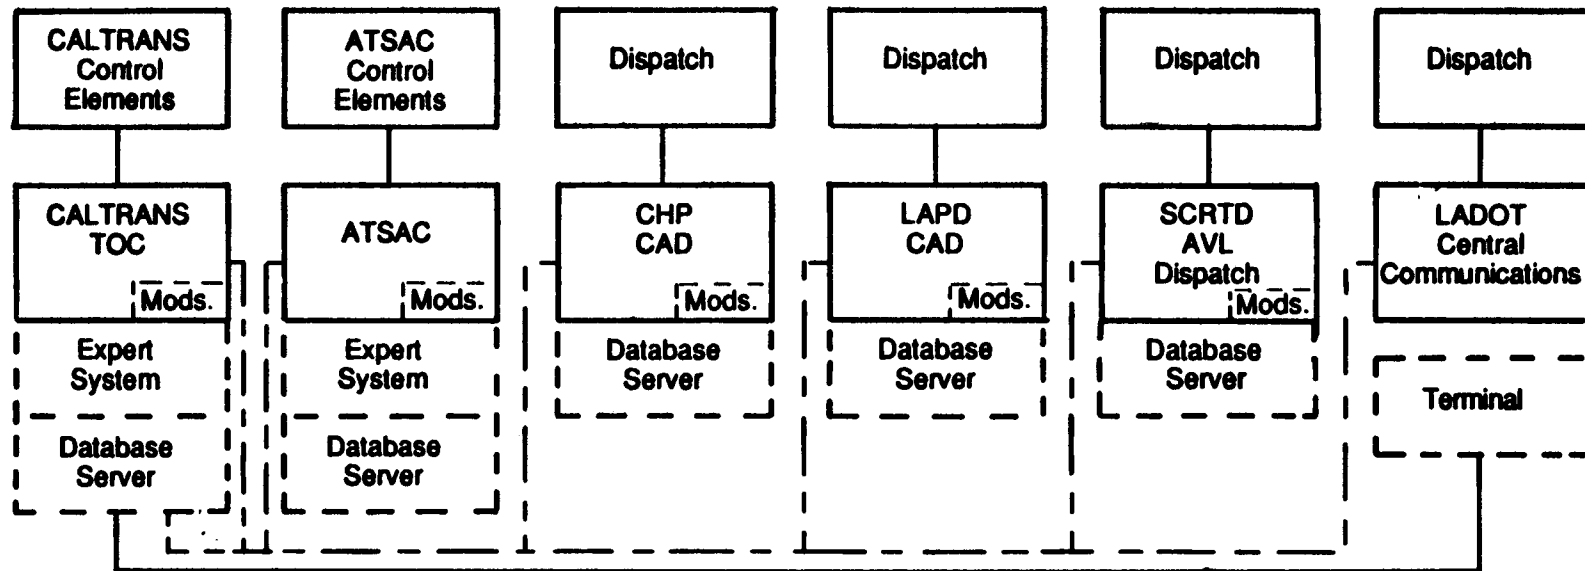 CALTRANS
Control
Elements
ATSAC
Control
Elements
Dispatch
Dispatch
Dispatch
Dispatch
CALTRANS
TOC
Mods.
ATSAC
Mods.
CHP
CAD
Mods.
LAPD
CAD
Mods.
SCRTD
AVL
Dispatch
Mods.
LADOT
Central
Communications
Expert
System
Expert
System
Database
Server
Database
Server
Database
Server
Terminal
Database
Server
Database
Server